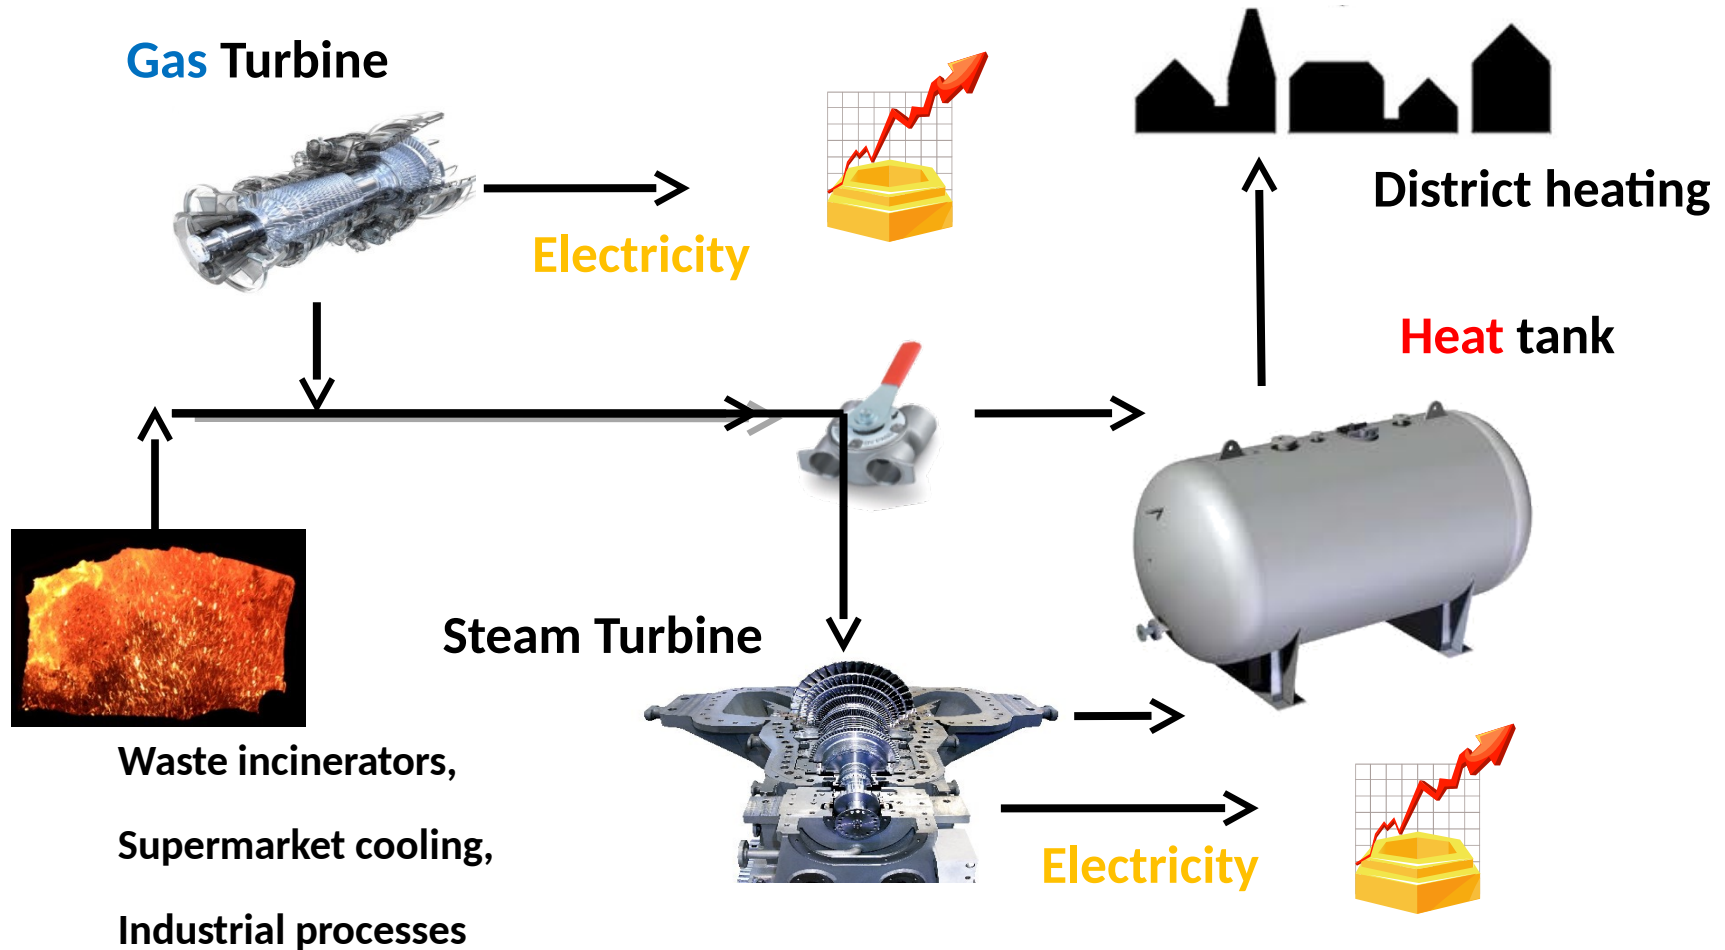 Gas Turbine
Electricity
District heating
Heat tank
Steam Turbine
Waste incinerators,
Supermarket cooling,
Industrial processes
Electricity